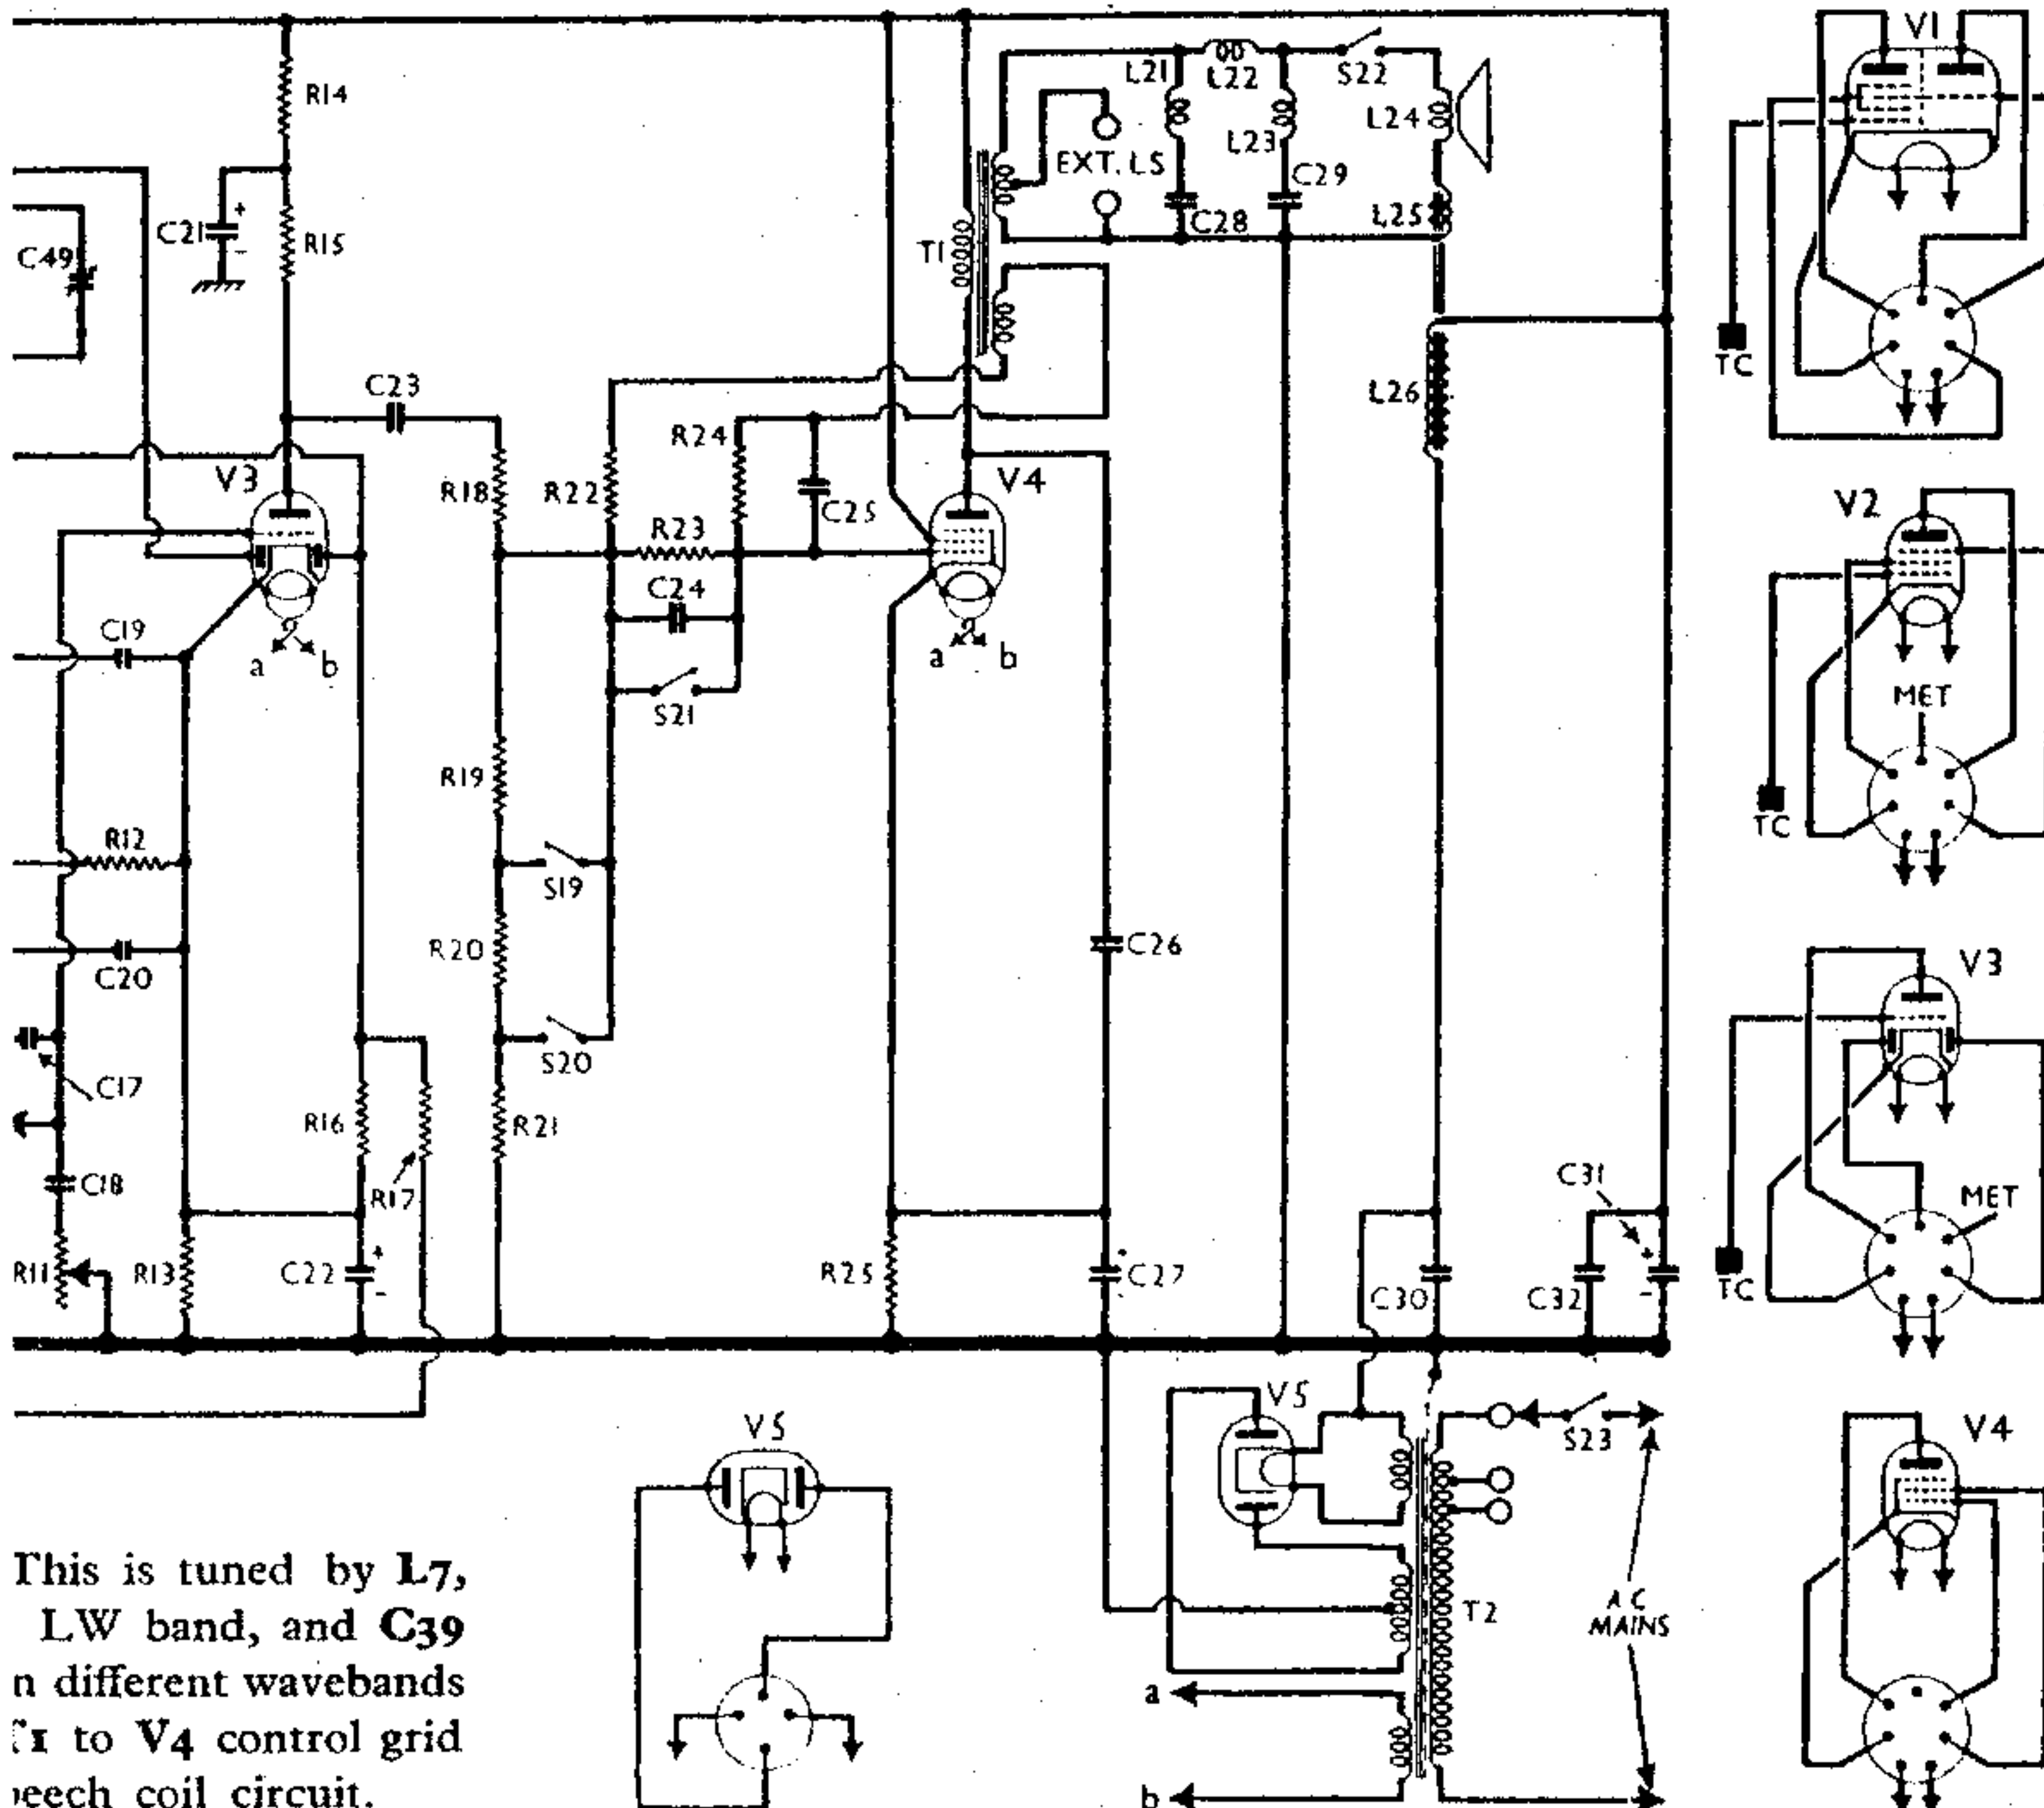 V1
R14
L21
L22
S22
L24
L23
EXT. LS
C29
C21
+
-
R15
C28
L25
C49
T1
TC
C23
L26
R24
V3
R18
R22
C25
V4
V2
R23
C24
C19
a
b
a
b
S21
MET
R19
TC
R12
S19
R20
C26
V3
C20
S20
C17
R16
R21
C31
C18
R17
MET
R11
R13
C22
+
-
R25
C27
C30
C32
+
-
TC
V5
V5
S23
V4
A.C
MAINS
T2
a
b
This is tuned by L7,
LW band, and C39
n different wavebands
T1 to V4 control grid
eech coil circuit.